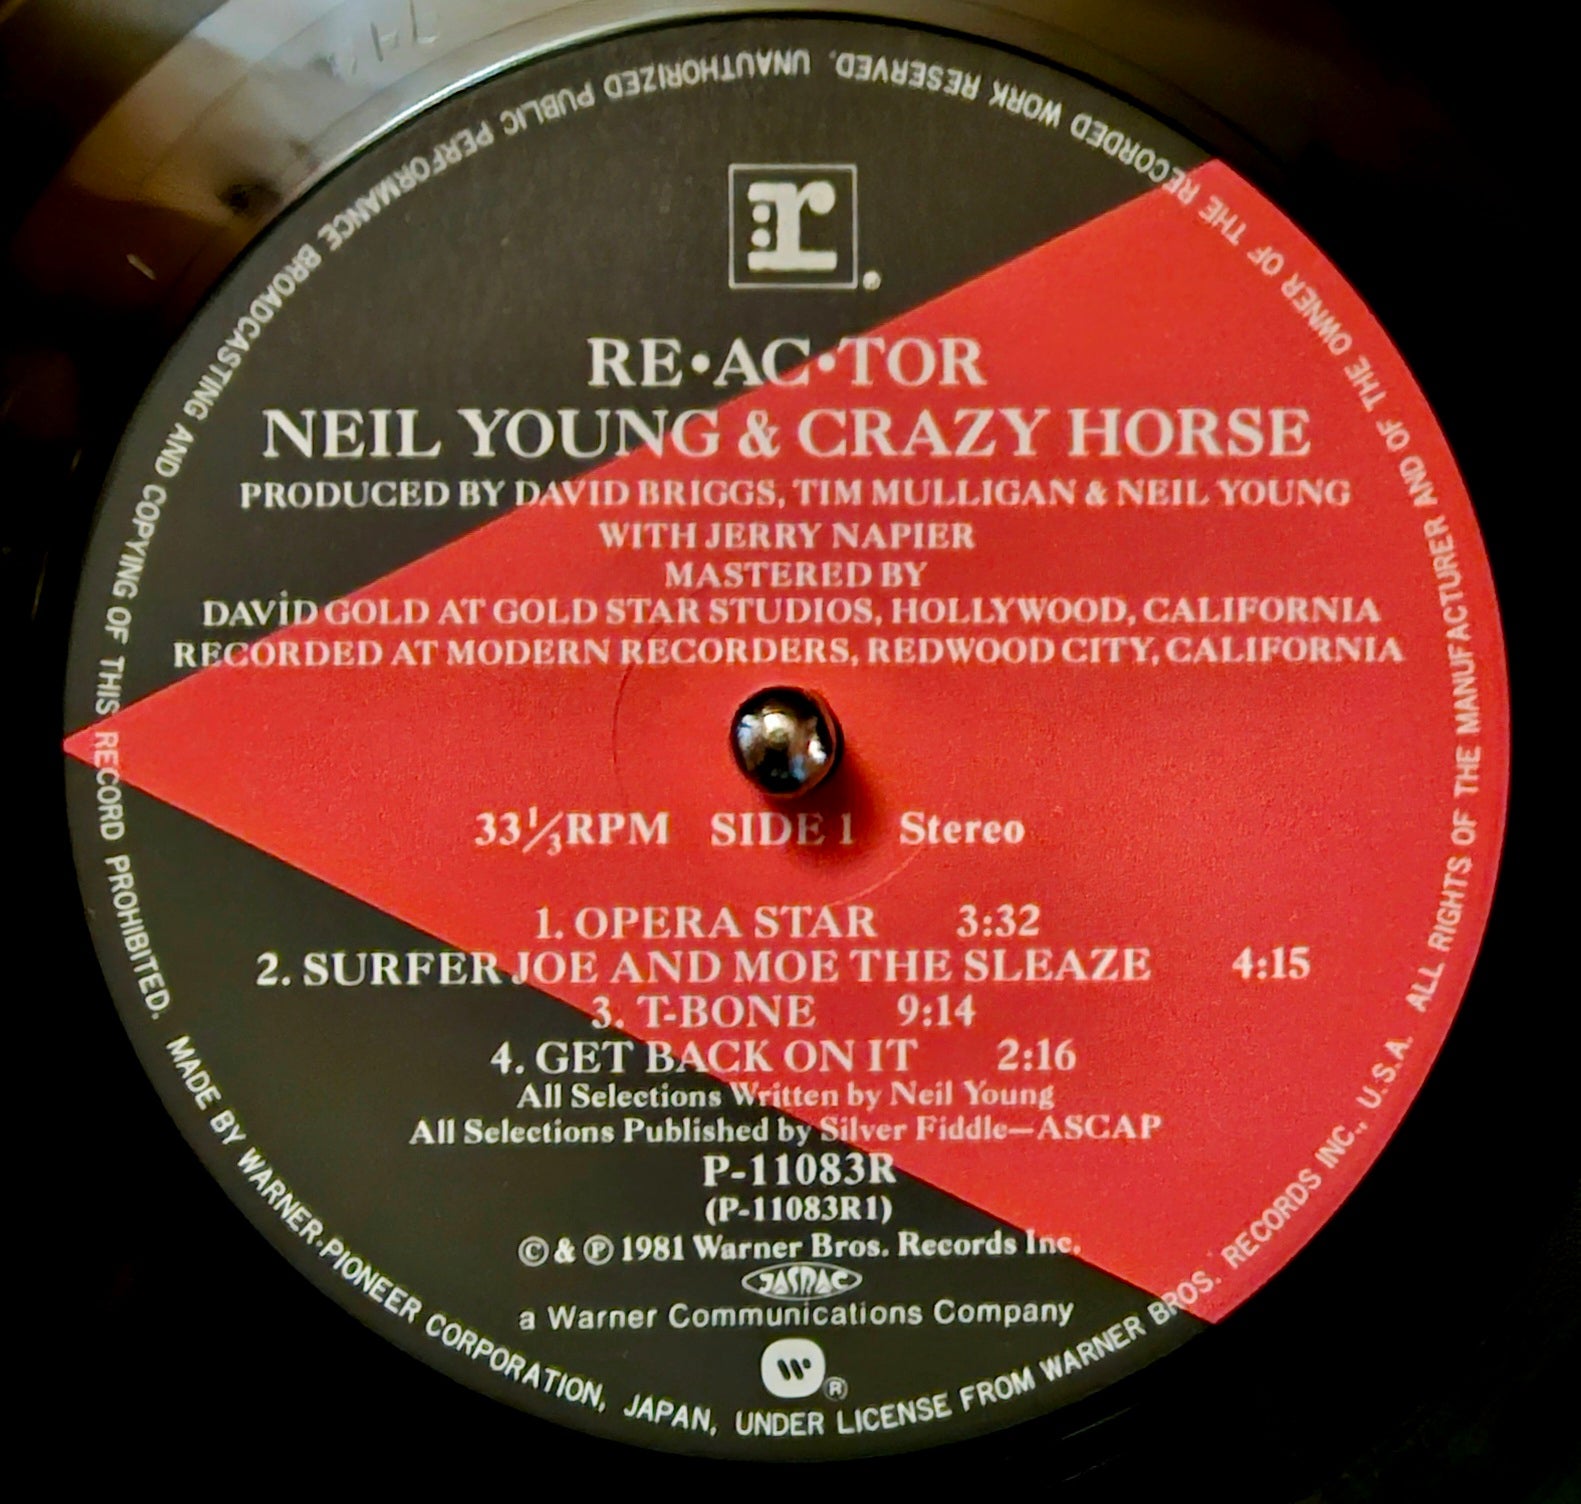 r
RE•AC•TOR
NEIL YOUNG & CRAZY HORSE
PRODUCED BY DAVID BRIGGS, TIM MULLIGAN & NEIL YOUNG
WITH JERRY NAPIER
MASTERED BY
DAViD GOLD AT GOLD STAR STUDIOS, HOLLYWOOD, CALIFORNIA
RECORDED AT MODERN RECORDERS, REDWOOD CITY, CALIFORNIA
33⅓RPM SIDE 1 Stereo
1. OPERA STAR 3:32
2. SURFER JOE AND MOE THE SLEAZE 4:15
3. T-BONE 9:14
4. GET BACK ON IT 2:16
All Selections Written by Neil Young
All Selections Published by Silver Fiddle—ASCAP
P-11083R
(P-11083R1)
© & ℗ 1981 Warner Bros. Records Inc.
JASRAC
a Warner Communications Company
W ®
MADE BY WARNER-PIONEER CORPORATION, JAPAN, UNDER LICENSE FROM WARNER BROS. RECORDS INC., U.S.A. ALL RIGHTS OF THE MANUFACTURER AND OF THE OWNER OF THE RECORDED WORK RESERVED. UNAUTHORIZED PUBLIC PERFORMANCE BROADCASTING AND COPYING OF THIS RECORD PROHIBITED.